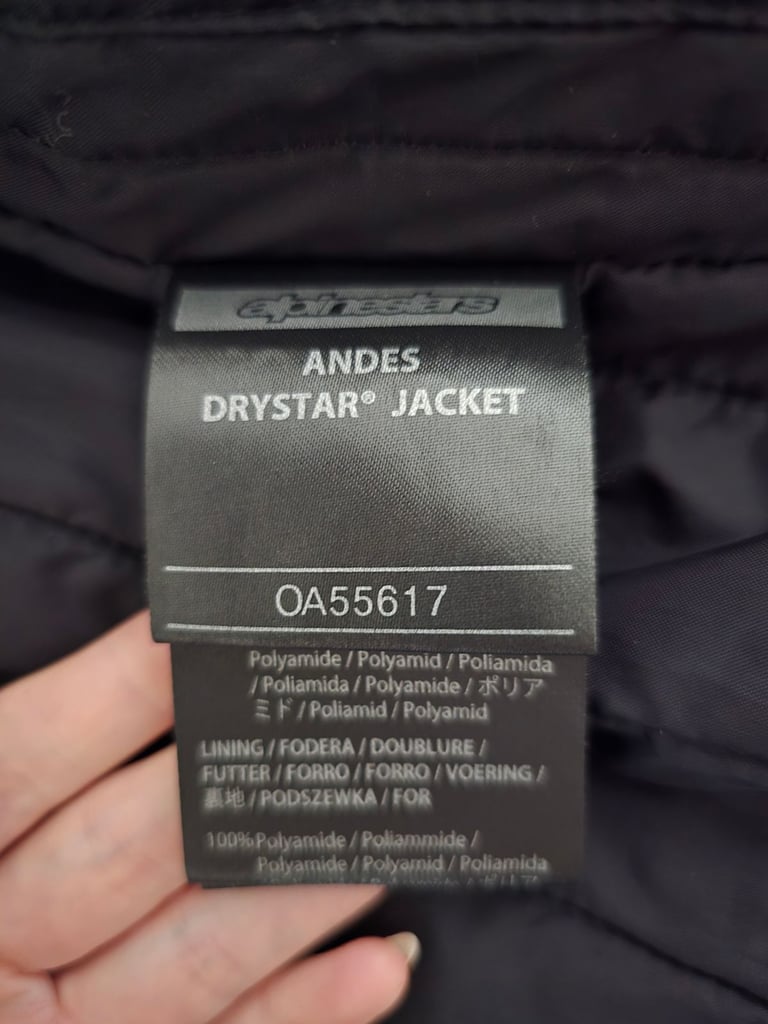 alpinestars
ANDES
DRYSTAR® JACKET
OA55617
Polyamide / Polyamid / Poliamida
/ Poliamida / Polyamide / ポリア
ミド / Poliamid / Polyamid
LINING / FODERA / DOUBLURE /
FUTTER / FORRO / FORRO / VOERING /
裏地 / PODSZEWKA / FOR
100% Polyamide / Poliammide /
Polyamide / Polyamid / Poliamida